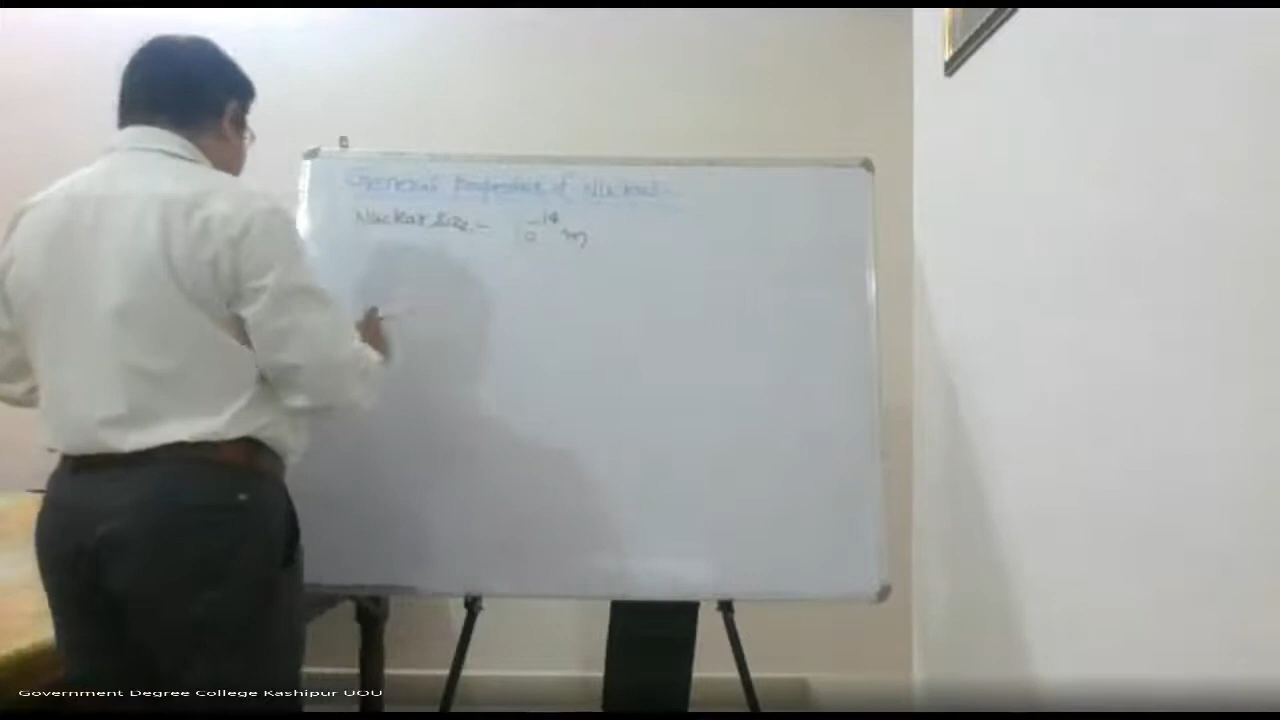 General Properties of Nucleus:-
Nuclear Size:- 10⁻¹⁴ m
Government Degree College Kashipur UOU